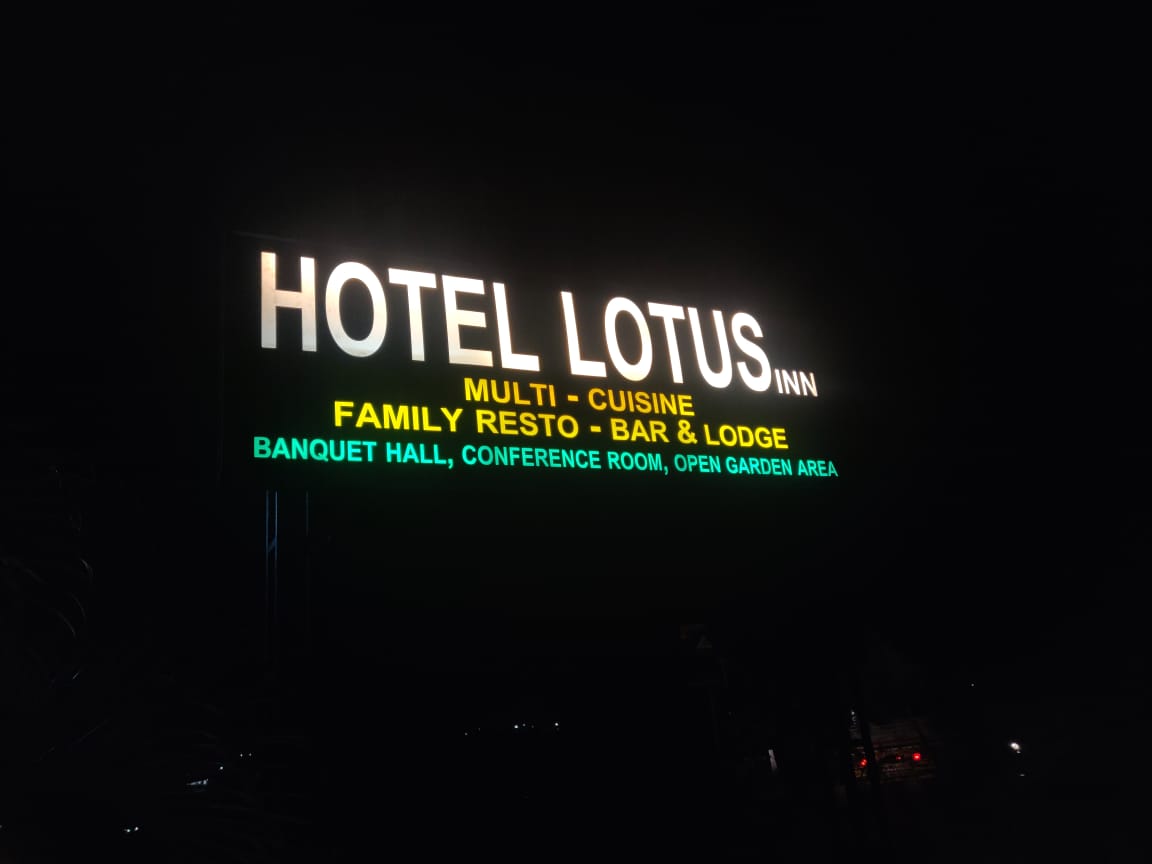 HOTEL LOTUS INN
MULTI - CUISINE
FAMILY RESTO - BAR & LODGE
BANQUET HALL, CONFERENCE ROOM, OPEN GARDEN AREA